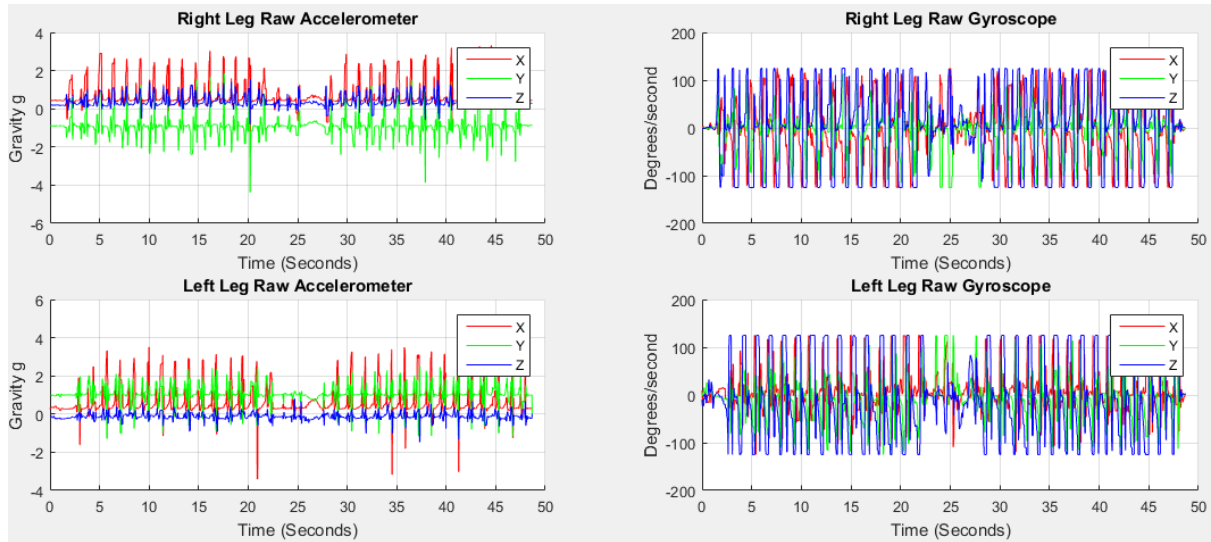 Right Leg Raw Accelerometer
4
2
0
-2
-4
-6
Gravity g
X
Y
Z
0 5 10 15 20 25 30 35 40 45 50
Time (Seconds)
Right Leg Raw Gyroscope
200
100
0
-100
-200
Degrees/second
X
Y
Z
0 5 10 15 20 25 30 35 40 45 50
Time (Seconds)
Left Leg Raw Accelerometer
6
4
2
0
-2
-4
Gravity g
X
Y
Z
0 5 10 15 20 25 30 35 40 45 50
Time (Seconds)
Left Leg Raw Gyroscope
200
100
0
-100
-200
Degrees/second
X
Y
Z
0 5 10 15 20 25 30 35 40 45 50
Time (Seconds)